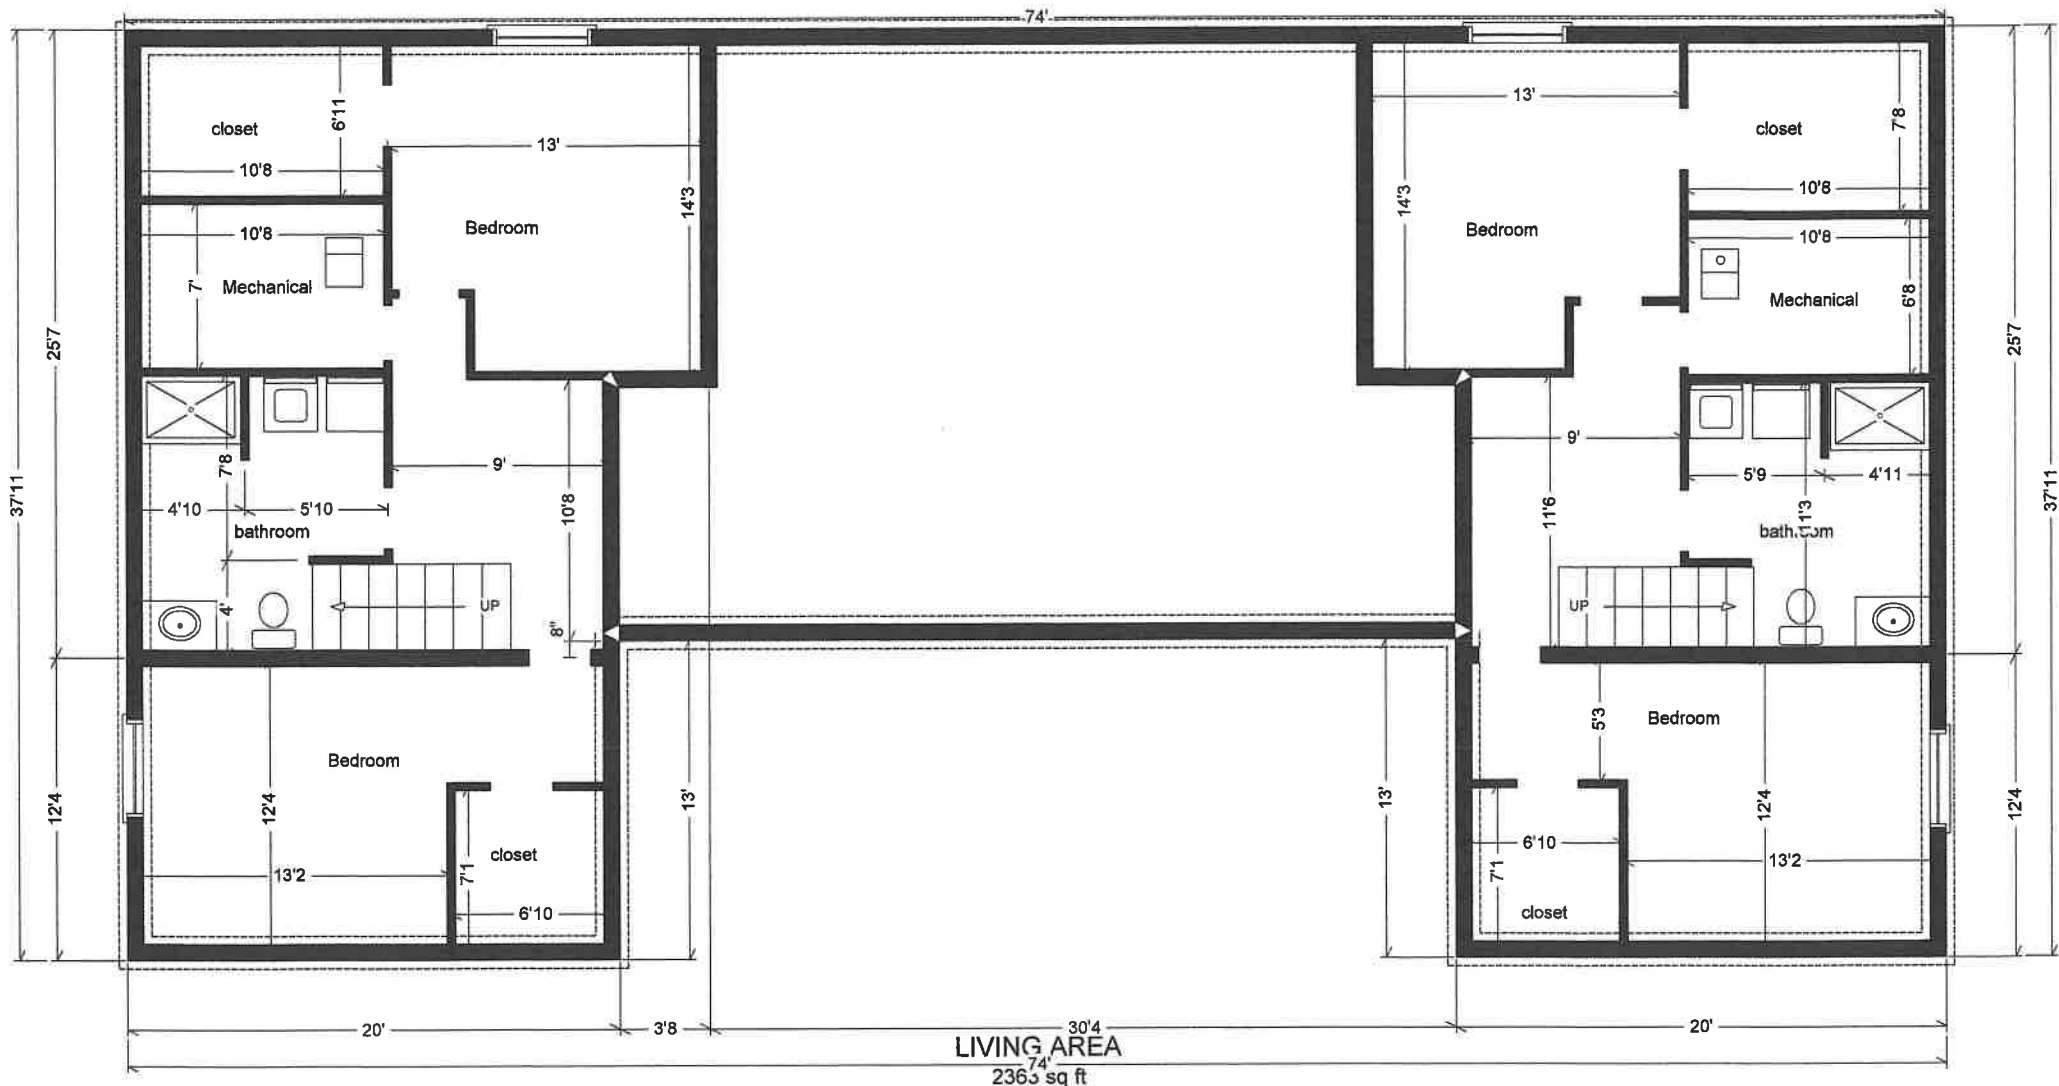 74'
closet
6'11
10'8
13'
14'3
Bedroom
10'8
7'
Mechanical
25'7
37'11
7'8
4'10
5'10
bathroom
9'
10'8
4'
UP
8"
12'4
Bedroom
12'4
13'2
closet
7'1
6'10
13'
13'
14'3
Bedroom
closet
7'8
10'8
10'8
Mechanical
6'8
25'7
37'11
9'
11'6
5'9
4'11
11'3
bathroom
UP
5'3
Bedroom
12'4
12'4
13'
6'10
7'1
13'2
closet
20'
3'8
30'4
20'
LIVING AREA
74'
2363 sq ft